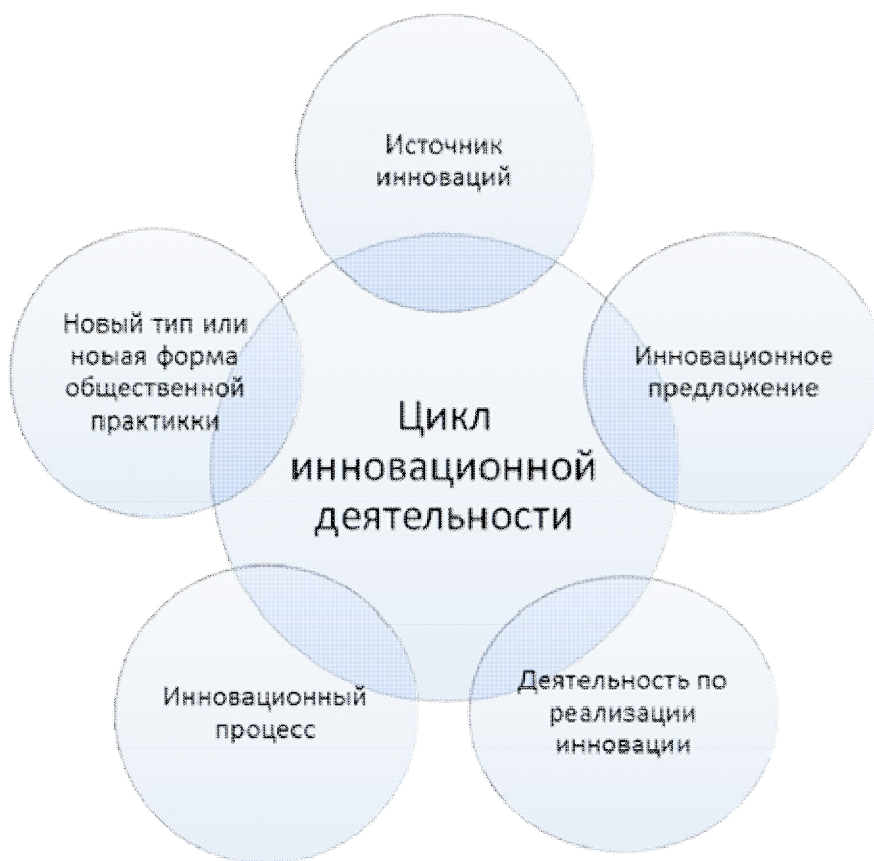 Источник
инноваций
Инновационное
предложение
Деятельность по
реализации
инновации
Инновационный
процесс
Новый тип или
ноыая форма
общественной
практикки
Цикл
инновационной
деятельности